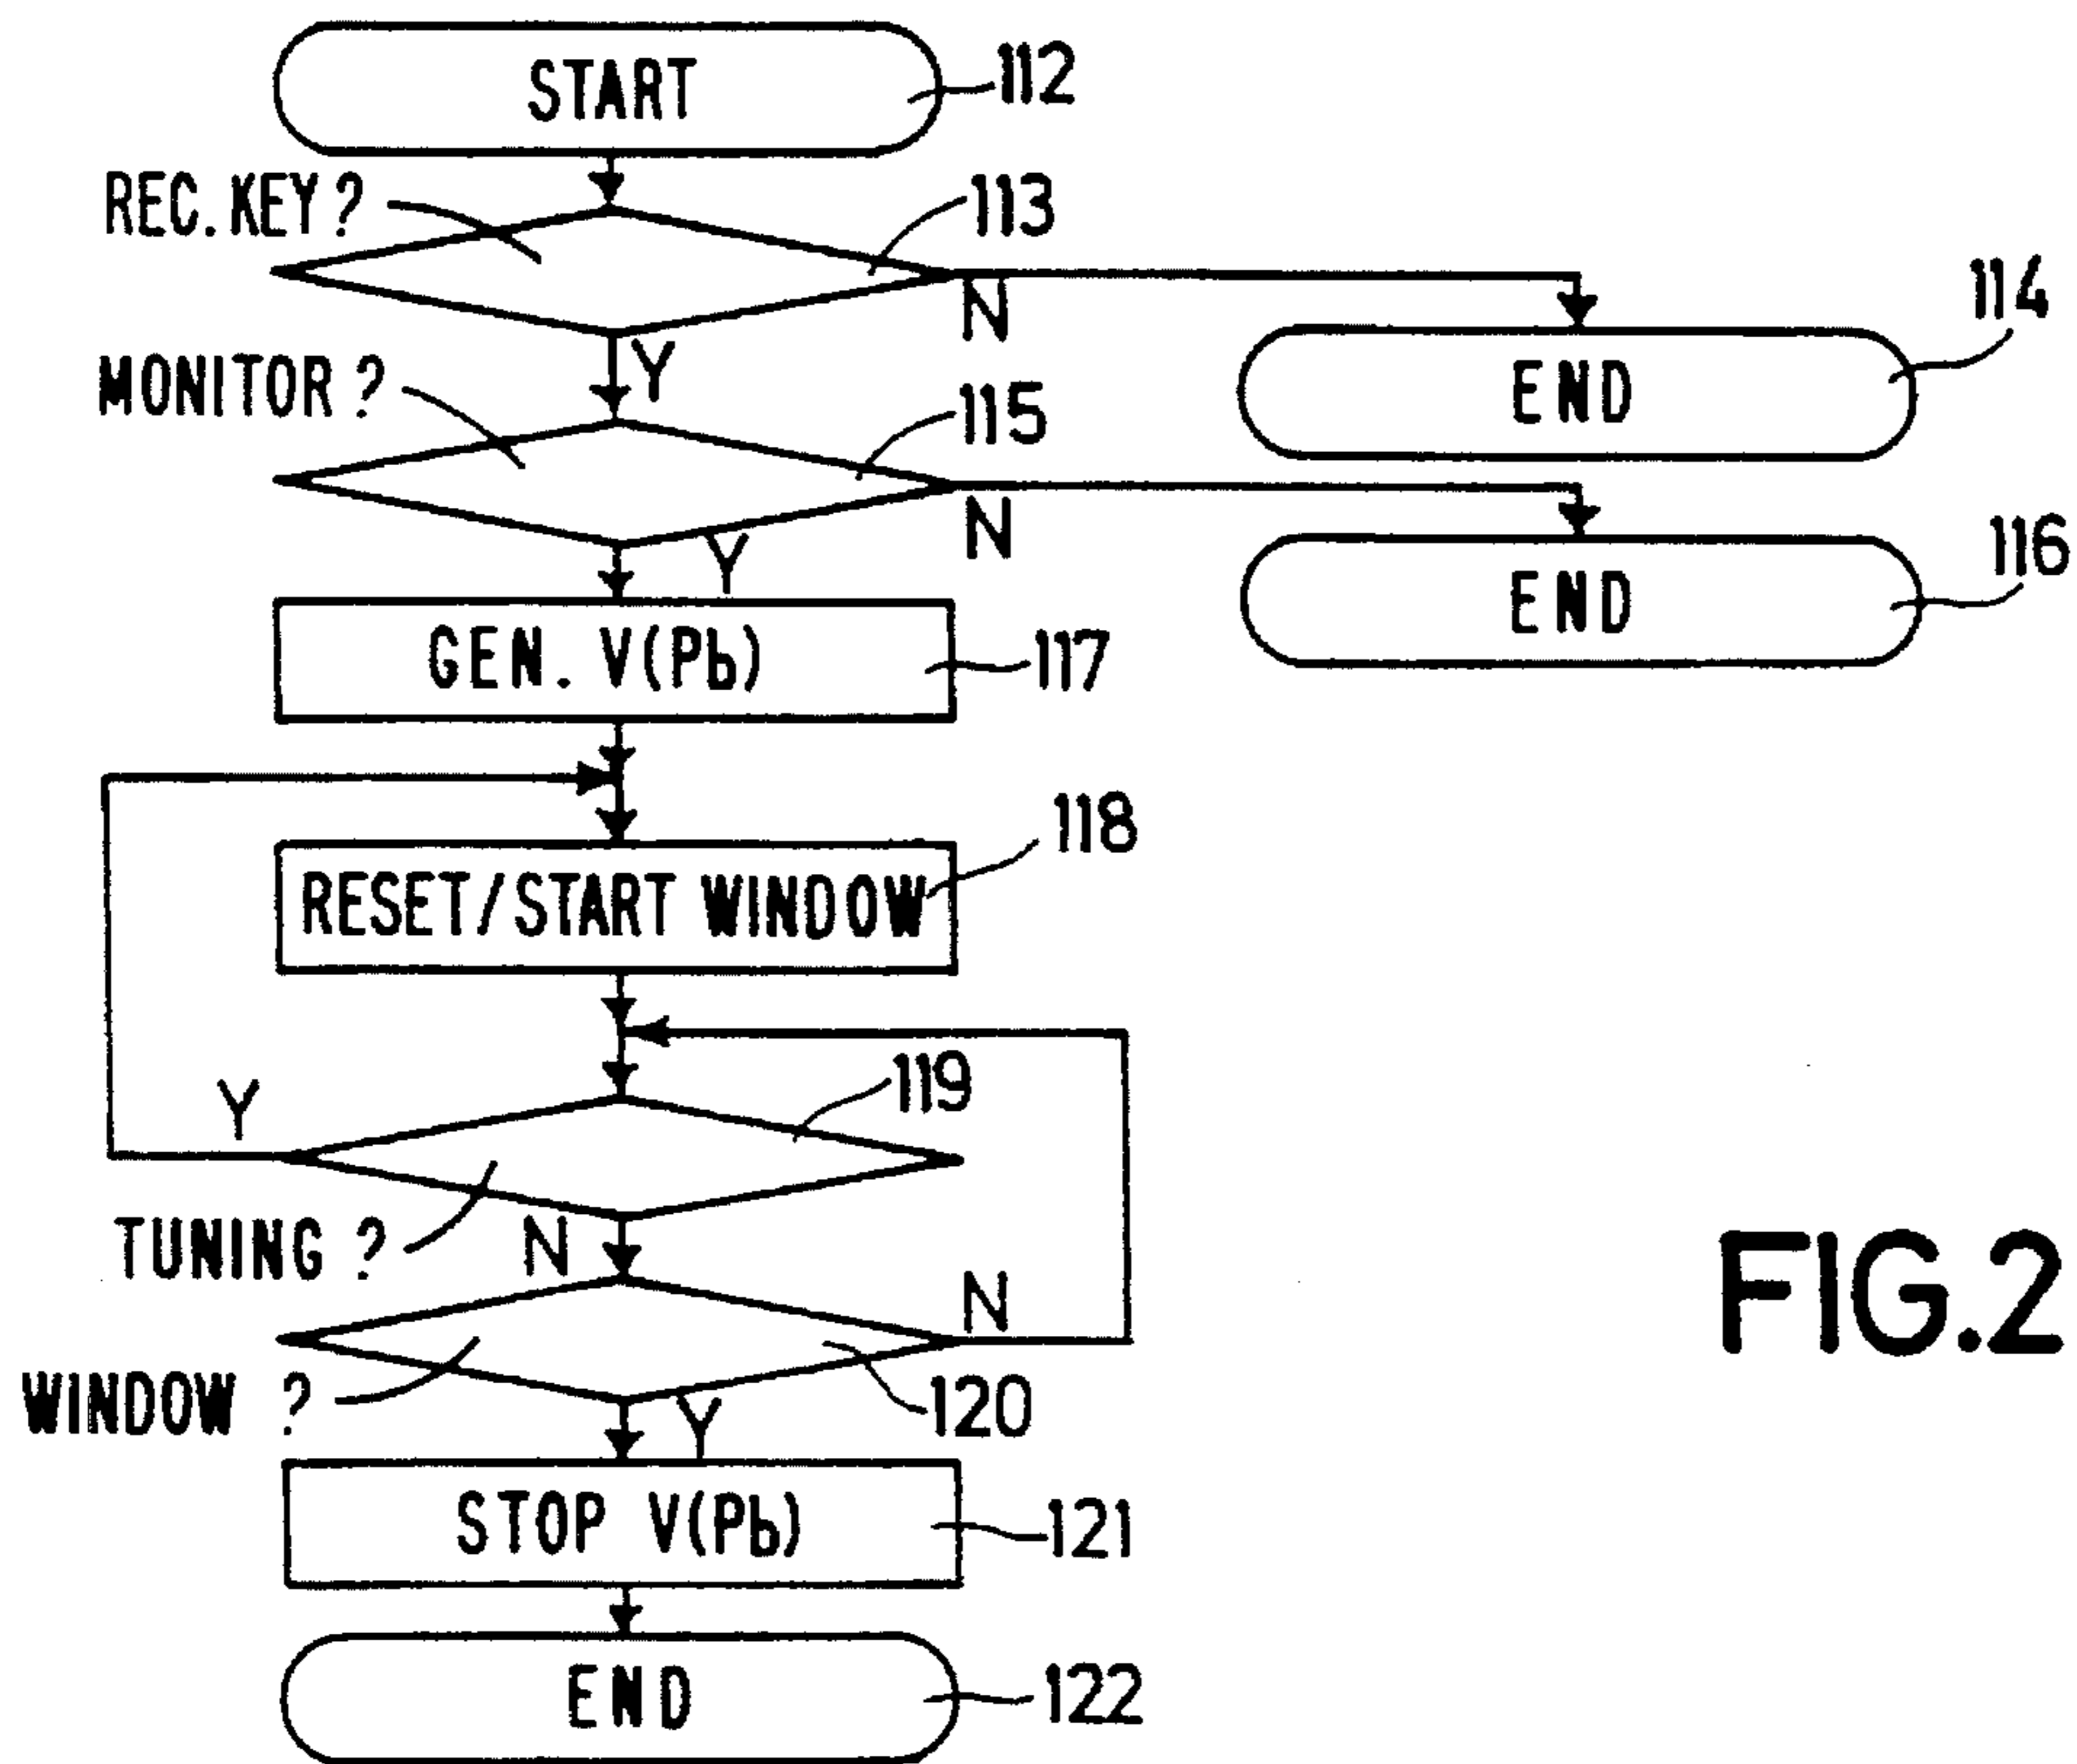 START
112
REC.KEY ?
113
N
114
END
Y
MONITOR ?
115
N
116
END
Y
GEN. V(Pb)
117
118
RESET/START WINDOW
119
Y
TUNING ?
N
N
WINDOW ?
120
Y
STOP V(Pb)
121
END
122
FIG.2